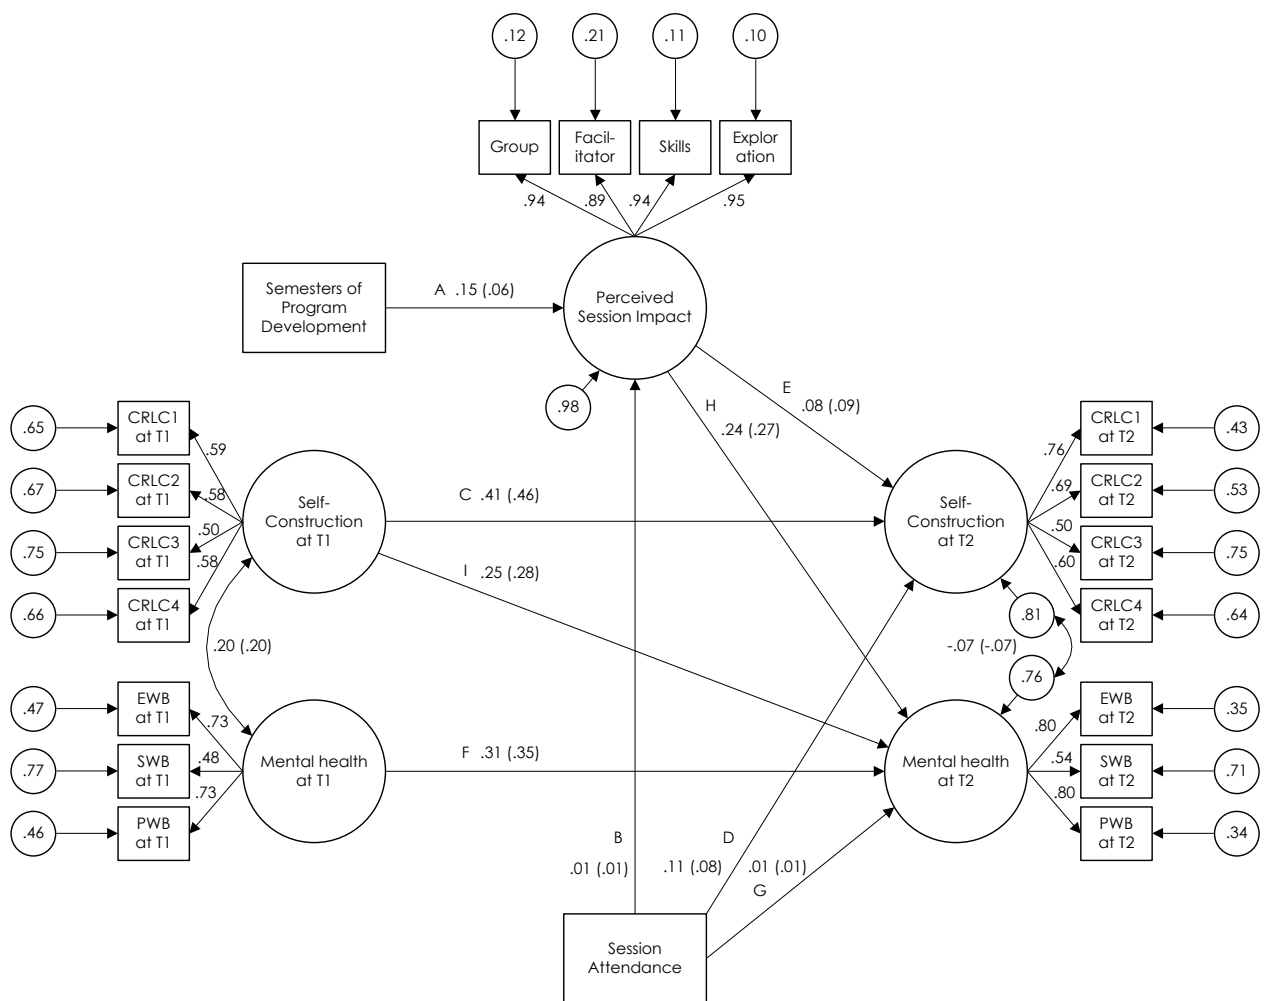 .12
.21
.11
.10
Group
Facil-
itator
Skills
Explor
ation
.94
.89
.94
.95
Semesters of
Program
Development
A .15 (.06)
Perceived
Session Impact
.98
E
.08 (.09)
H
.24 (.27)
.65
CRLC1
at T1
.59
.67
CRLC2
at T1
.58
.75
CRLC3
at T1
.50
.66
CRLC4
at T1
.58
Self-
Construction
at T1
C .41 (.46)
I .25 (.28)
Self-
Construction
at T2
.76
CRLC1
at T2
.43
.69
CRLC2
at T2
.53
.50
CRLC3
at T2
.75
.60
CRLC4
at T2
.64
.20 (.20)
.81
-.07 (-.07)
.76
.47
EWB
at T1
.73
.77
SWB
at T1
.48
.46
PWB
at T1
.73
Mental health
at T1
F .31 (.35)
Mental health
at T2
.80
EWB
at T2
.35
.54
SWB
at T2
.71
.80
PWB
at T2
.34
B
.01 (.01)
D
.11 (.08)
.01 (.01)
G
Session
Attendance